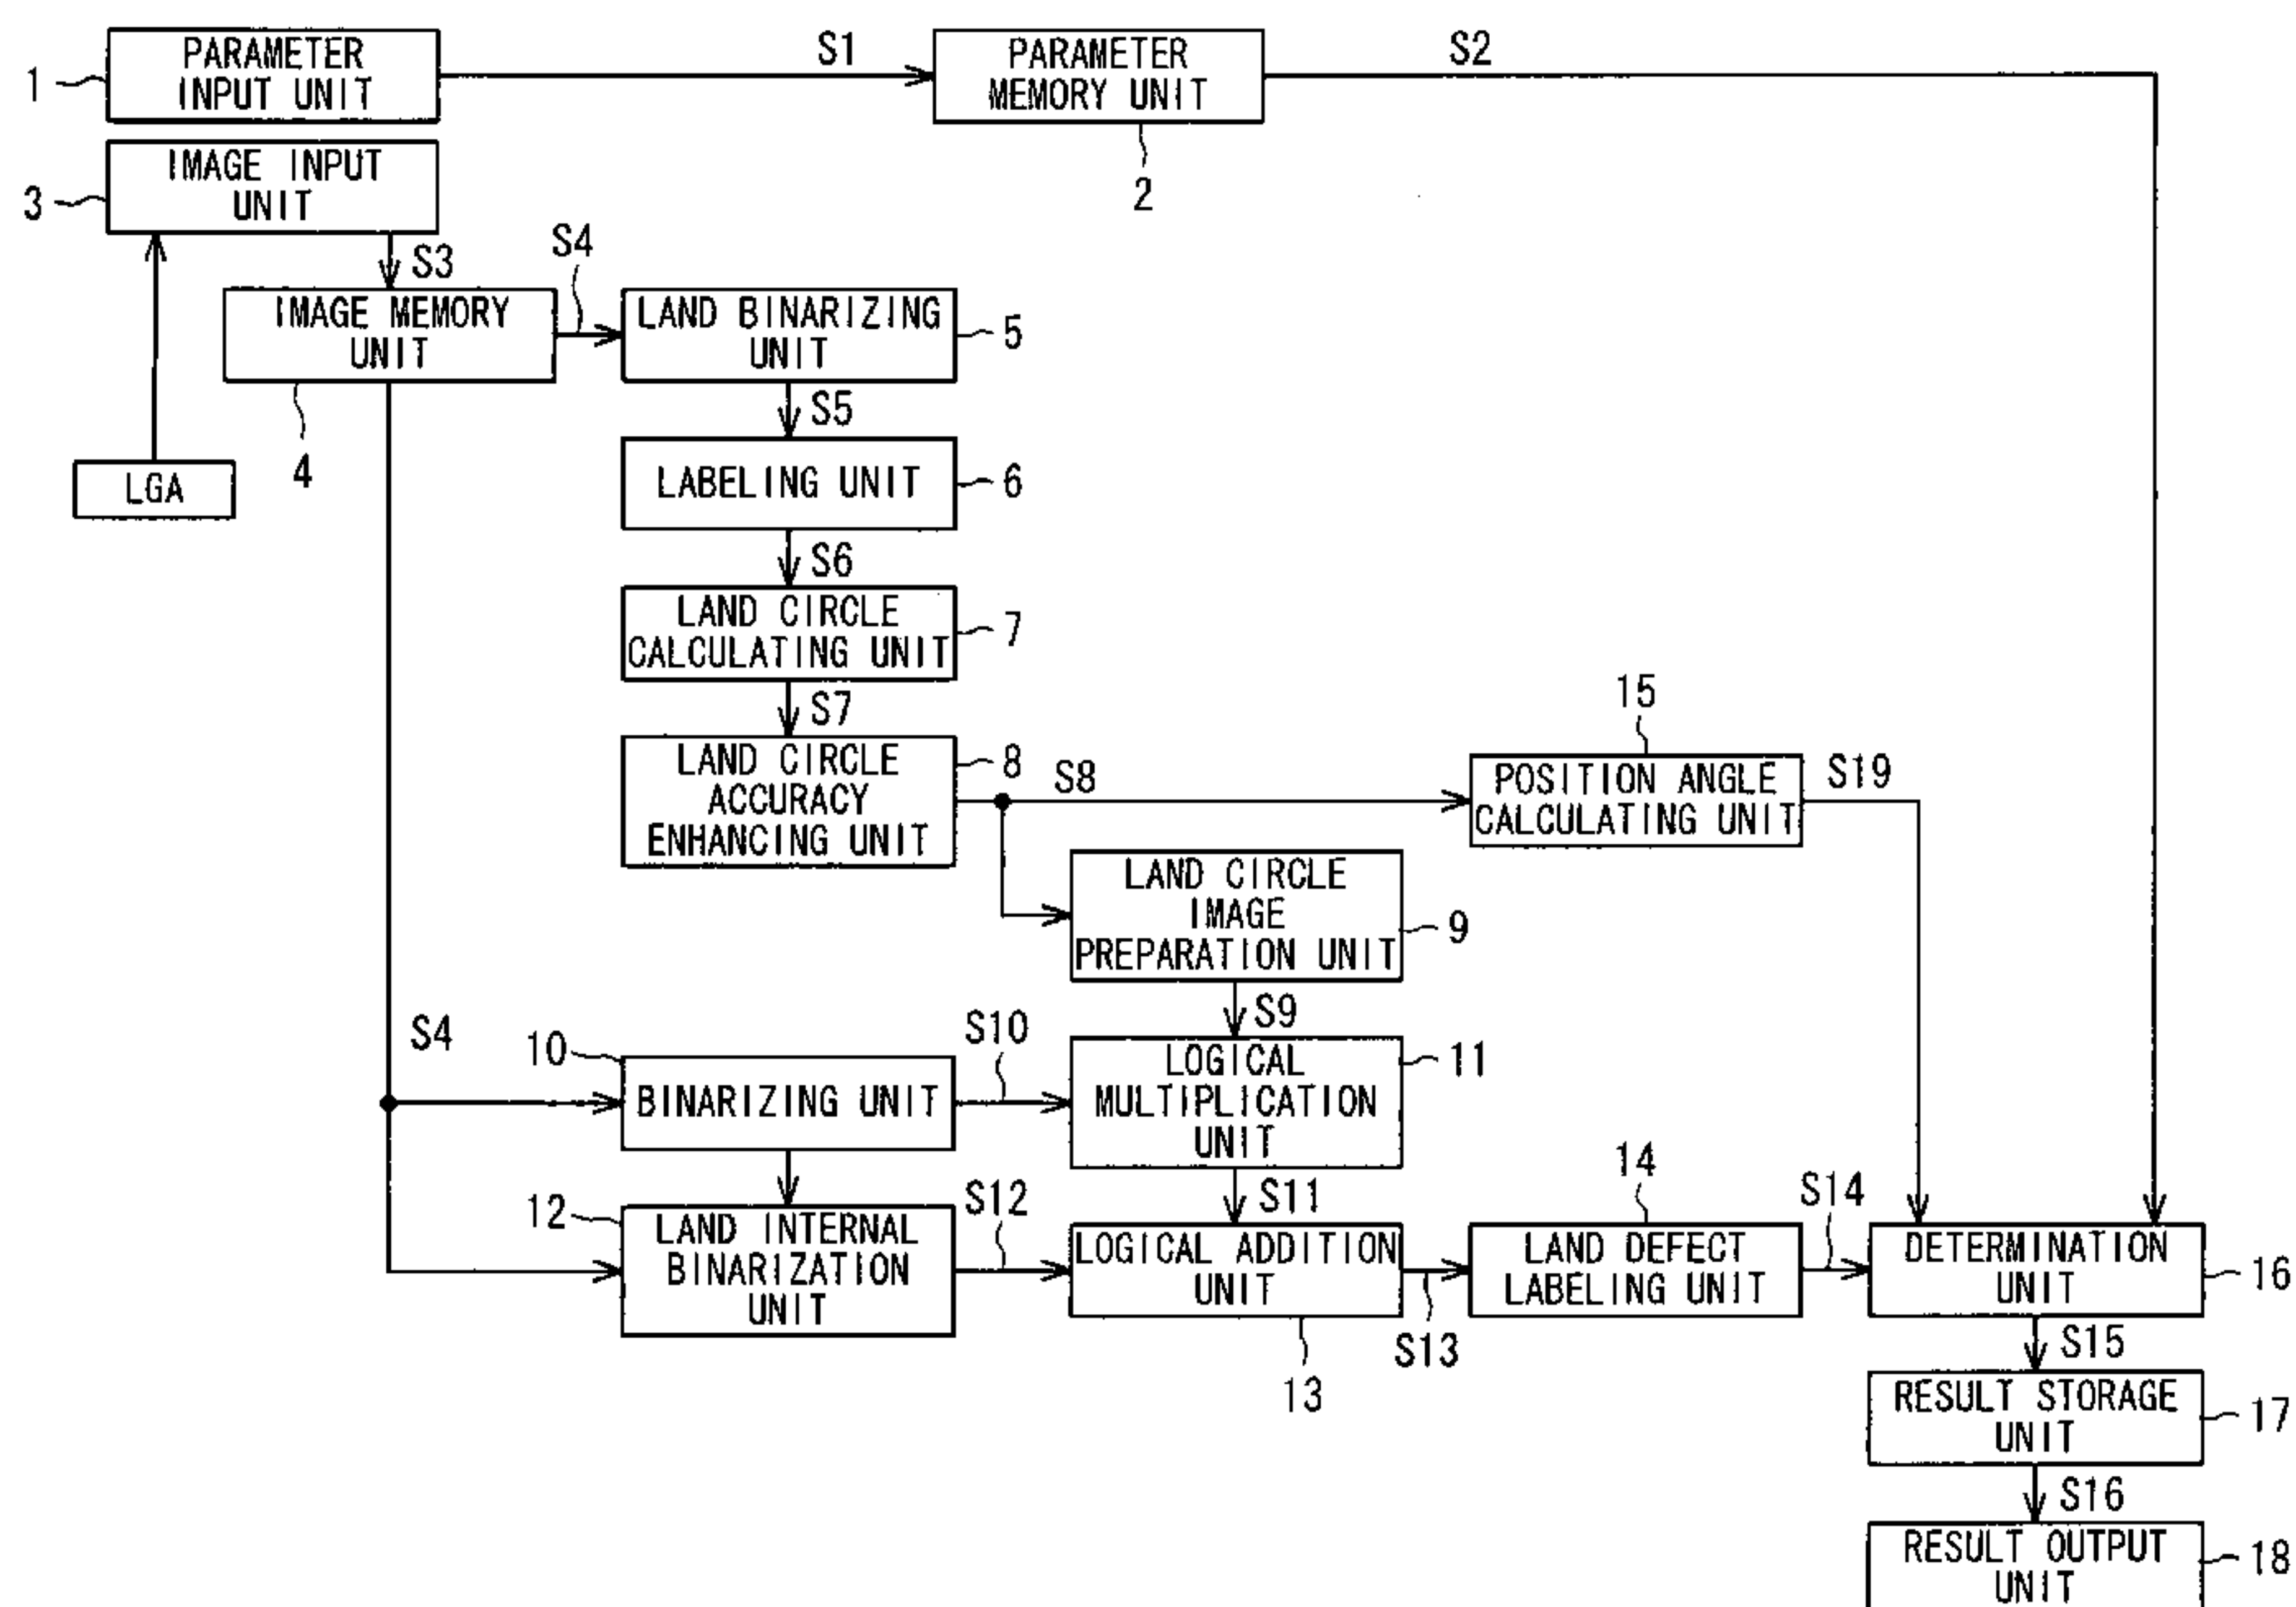 PARAMETER
INPUT UNIT
1
S1
PARAMETER
MEMORY UNIT
2
S2
IMAGE INPUT
UNIT
3
S3
S4
IMAGE MEMORY
UNIT
4
LGA
LAND BINARIZING
UNIT
5
S5
LABELING UNIT
6
S6
LAND CIRCLE
CALCULATING UNIT
7
S7
LAND CIRCLE
ACCURACY
ENHANCING UNIT
8
S8
15
POSITION ANGLE
CALCULATING UNIT
S19
LAND CIRCLE
IMAGE
PREPARATION UNIT
9
S9
S4
10
BINARIZING UNIT
S10
LOGICAL
MULTIPLICATION
UNIT
11
S11
12
LAND INTERNAL
BINARIZATION
UNIT
S12
LOGICAL ADDITION
UNIT
13
S13
14
LAND DEFECT
LABELING UNIT
S14
DETERMINATION
UNIT
16
S15
RESULT STORAGE
UNIT
17
S16
RESULT OUTPUT
UNIT
18